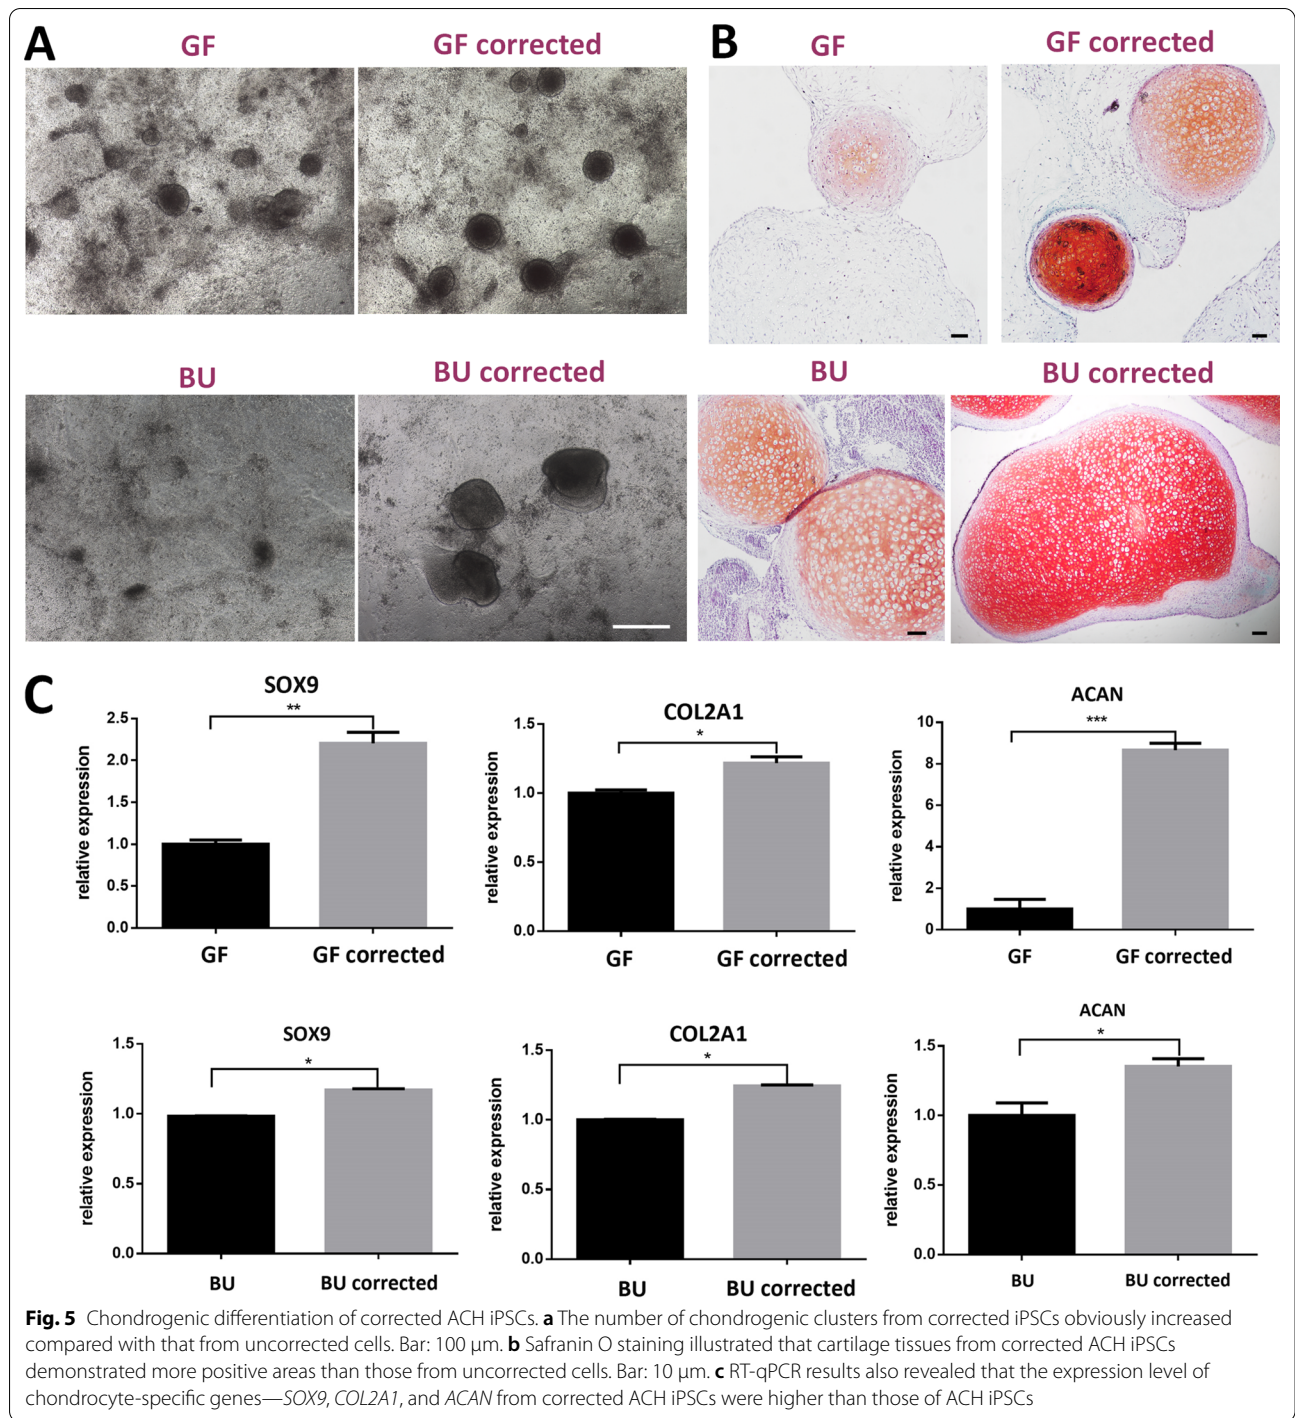 A
GF
GF corrected
B
GF
GF corrected
BU
BU corrected
BU
BU corrected
C
SOX9
**
relative expression
2.5
2.0
1.5
1.0
0.5
0.0
GF
GF corrected
COL2A1
*
relative expression
1.5
1.0
0.5
0.0
GF
GF corrected
ACAN
***
relative expression
10
8
6
4
2
0
GF
GF corrected
SOX9
*
relative expression
1.5
1.0
0.5
0.0
BU
BU corrected
COL2A1
*
relative expression
1.5
1.0
0.5
0.0
BU
BU corrected
ACAN
*
relative expression
1.5
1.0
0.5
0.0
BU
BU corrected
Fig. 5 Chondrogenic differentiation of corrected ACH iPSCs. a The number of chondrogenic clusters from corrected iPSCs obviously increased
compared with that from uncorrected cells. Bar: 100 μm. b Safranin O staining illustrated that cartilage tissues from corrected ACH iPSCs
demonstrated more positive areas than those from uncorrected cells. Bar: 10 μm. c RT-qPCR results also revealed that the expression level of
chondrocyte-specific genes—SOX9, COL2A1, and ACAN from corrected ACH iPSCs were higher than those of ACH iPSCs